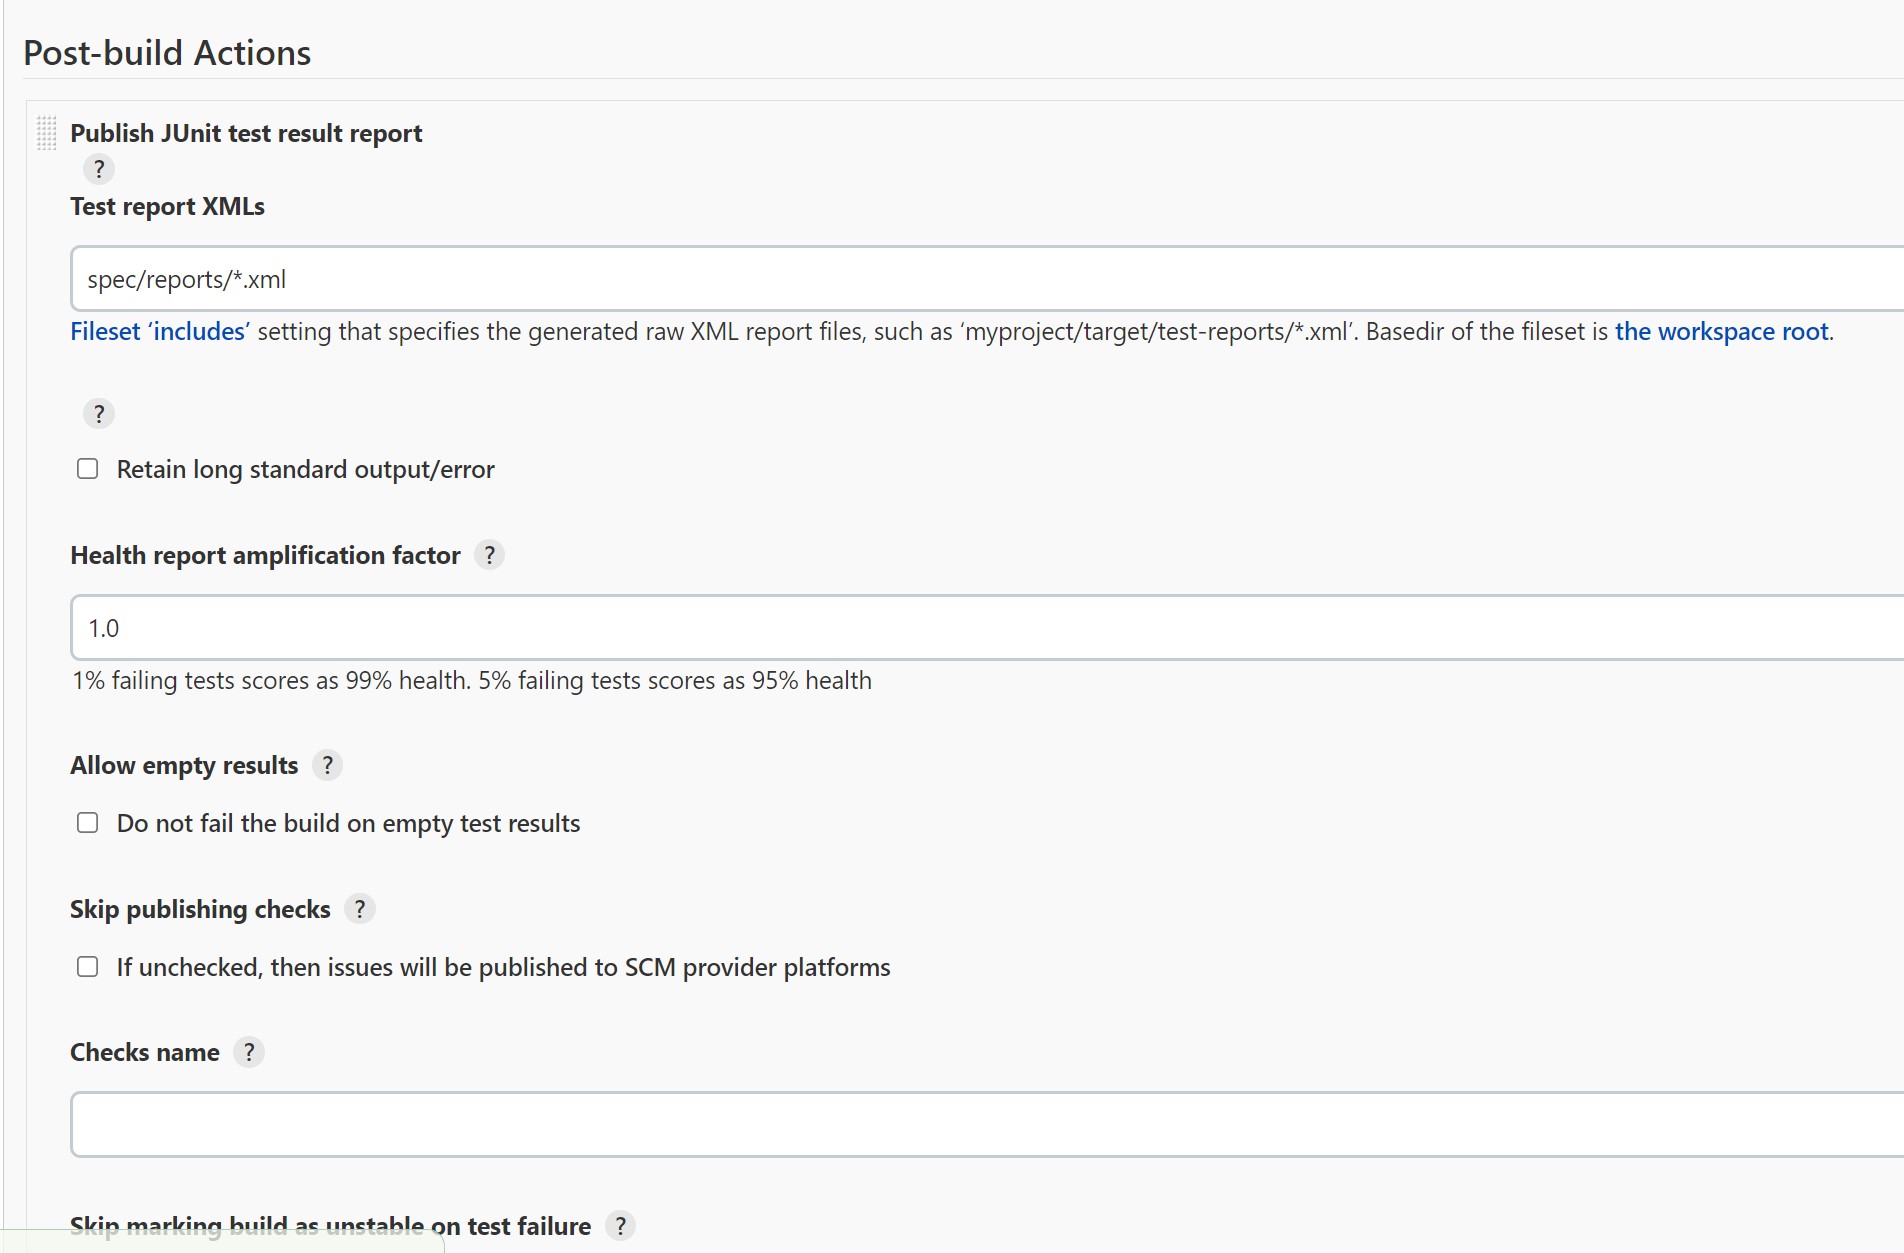 Post-build Actions
Publish JUnit test result report
?
Test report XMLs
spec/reports/*.xml
Fileset ‘includes’ setting that specifies the generated raw XML report files, such as ‘myproject/target/test-reports/*.xml’. Basedir of the fileset is the workspace root.
?
Retain long standard output/error
Health report amplification factor ?
1.0
1% failing tests scores as 99% health. 5% failing tests scores as 95% health
Allow empty results ?
Do not fail the build on empty test results
Skip publishing checks ?
If unchecked, then issues will be published to SCM provider platforms
Checks name ?
Skip marking build as unstable on test failure ?